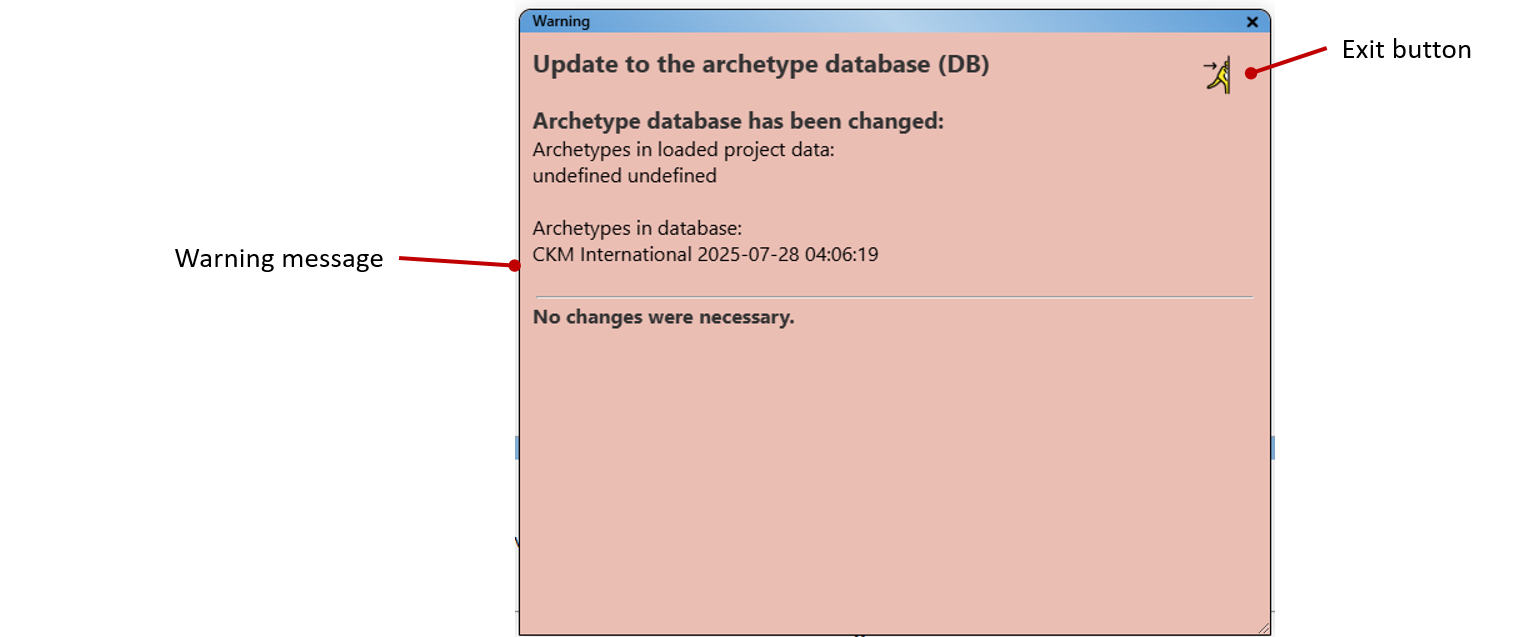 Warning
Update to the archetype database (DB)
Exit button
Archetype database has been changed:
Archetypes in loaded project data:
undefined undefined
Archetypes in database:
Warning message
CKM International 2025-07-28 04:06:19
No changes were necessary.